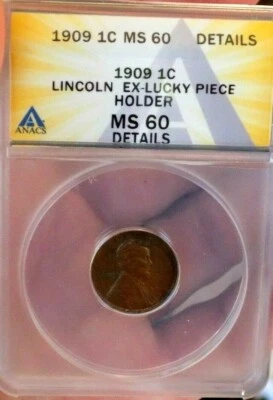 1909 1C MS 60 DETAILS
1909 1C
LINCOLN EX-LUCKY PIECE
HOLDER
MS 60
DETAILS
ANACS